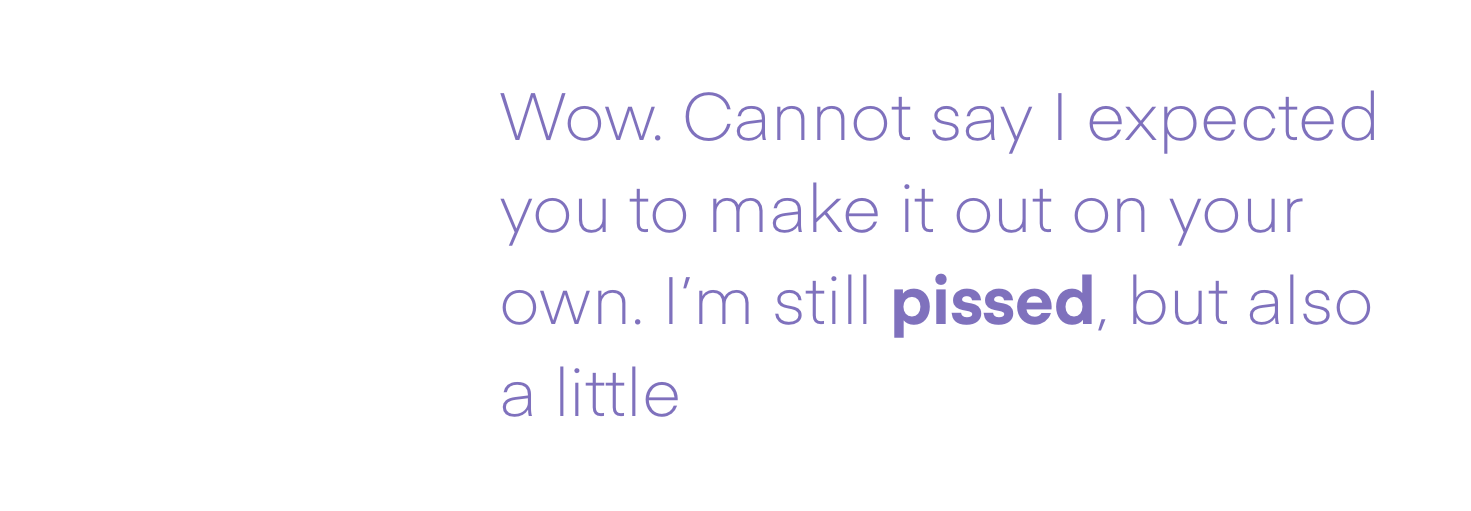 Wow. Cannot say I expected
you to make it out on your
own. I’m still pissed, but also
a little